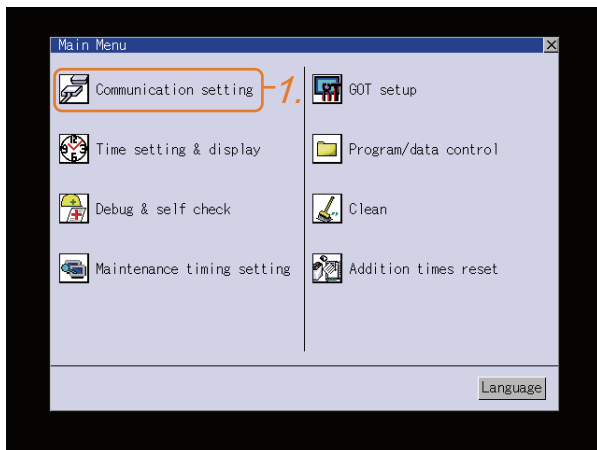 Main Menu
Communication setting
1.
GOT setup
Time setting & display
Program/data control
Debug & self check
Clean
Maintenance timing setting
Addition times reset
Language